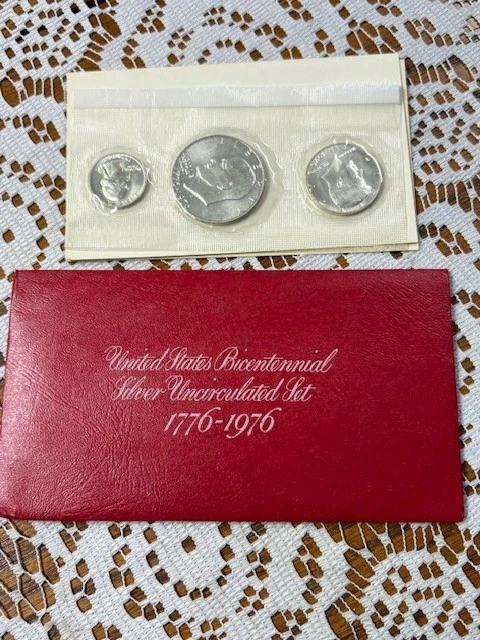 United States Bicentennial
Silver Uncirculated Set
1776-1976